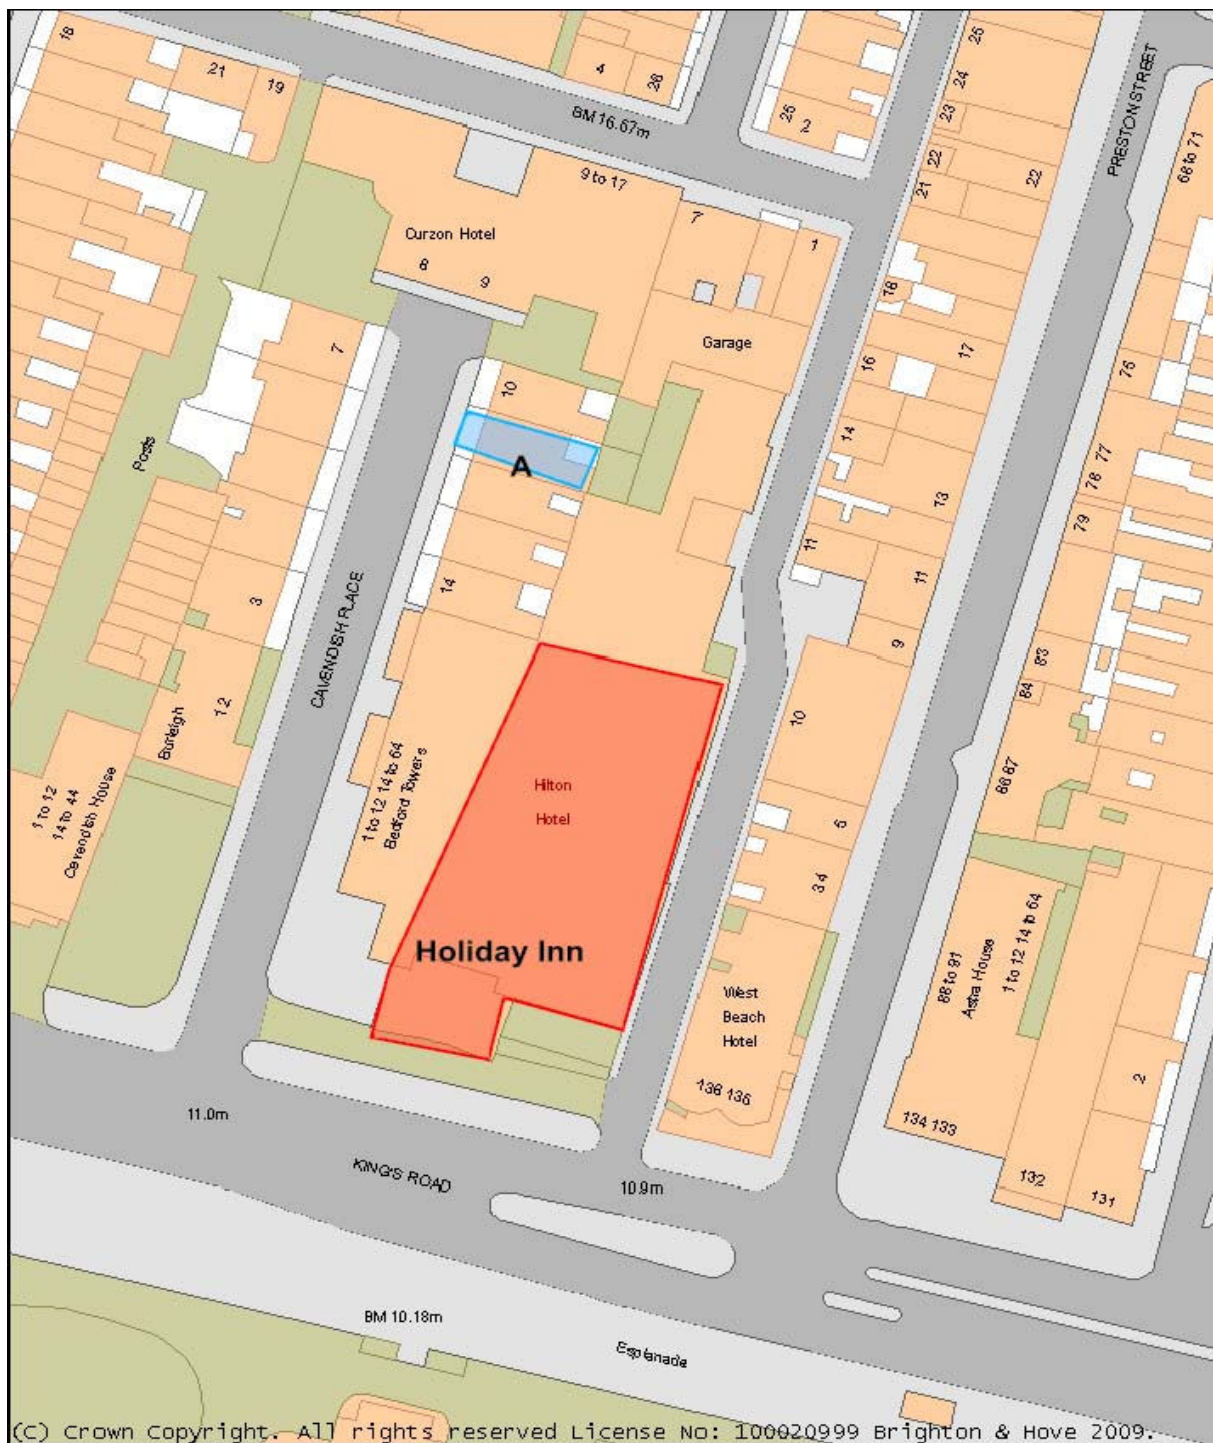 18
21
19
4
26
BM 16.67m
25
2
25
24
23
22
21
22
PRESTON STREET
68 to 71
9 to 17
Curzon Hotel
8
9
7
1
Garage
18
17
16
7
10
75
Posts
A
14
13
77
78
79
11
11
9
3
14
CAVENDISH PLACE
83
84
12
Burleigh
10
1 to 12
14 to 44
Cavendish House
1 to 12 14 to 64
Bedford Towers
Hilton
Hotel
86 87
5
3 4
Holiday Inn
West
Beach
Hotel
88 to 91
Astra House
1 to 12 14 to 64
136 135
2
134 133
132
131
11.0m
KING'S ROAD
10.9m
BM 10.18m
Esplanade
(C) Crown Copyright. All rights reserved License No: 100020999 Brighton & Hove 2009.